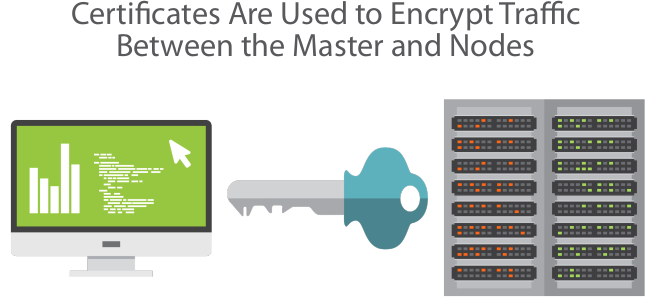 Certificates Are Used to Encrypt Traffic
Between the Master and Nodes